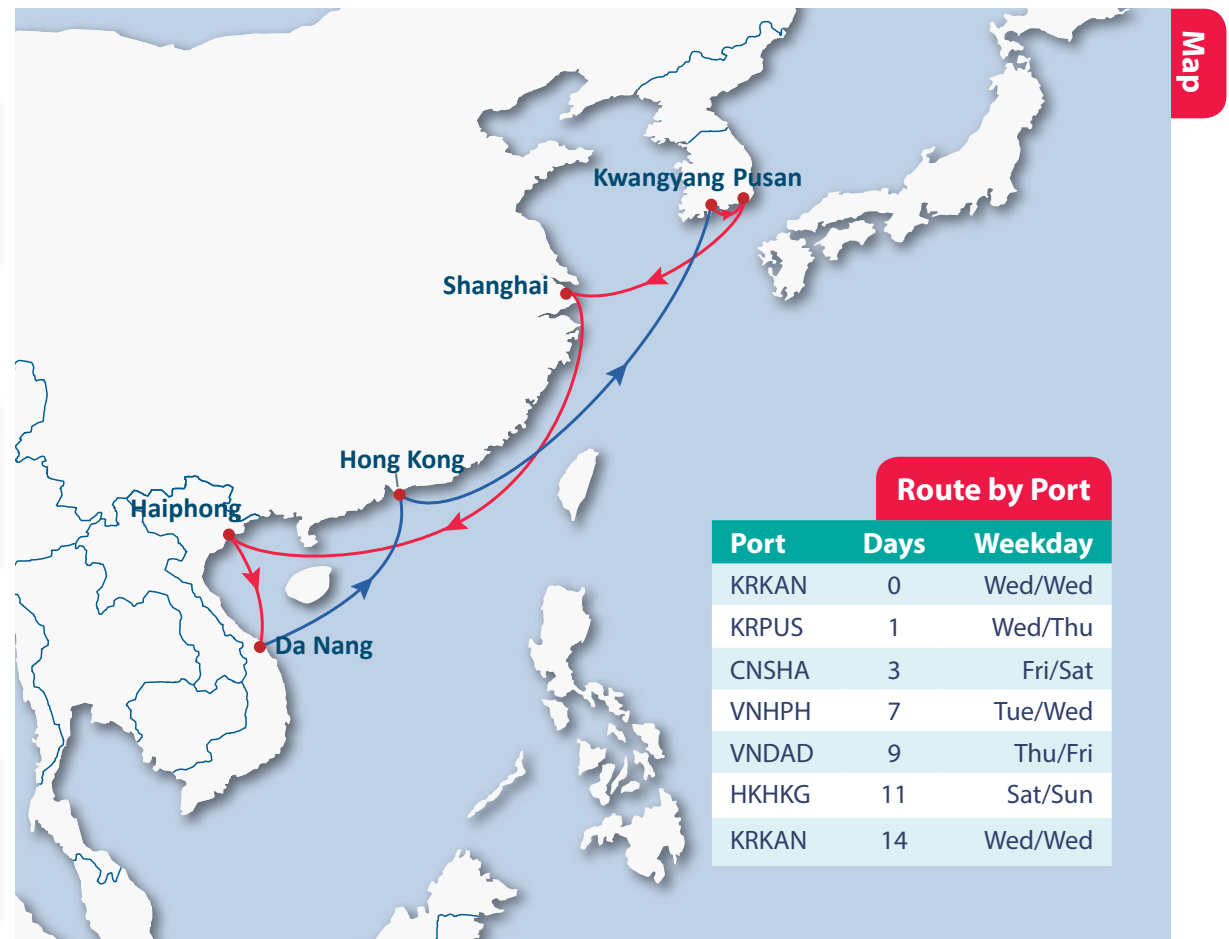 Map
Kwangyang Pusan
Shanghai
Hong Kong
Haiphong
Da Nang
Route by Port
Port Days Weekday
KRKAN 0 Wed/Wed
KRPUS 1 Wed/Thu
CNSHA 3 Fri/Sat
VNHPH 7 Tue/Wed
VNDAD 9 Thu/Fri
HKHKG 11 Sat/Sun
KRKAN 14 Wed/Wed